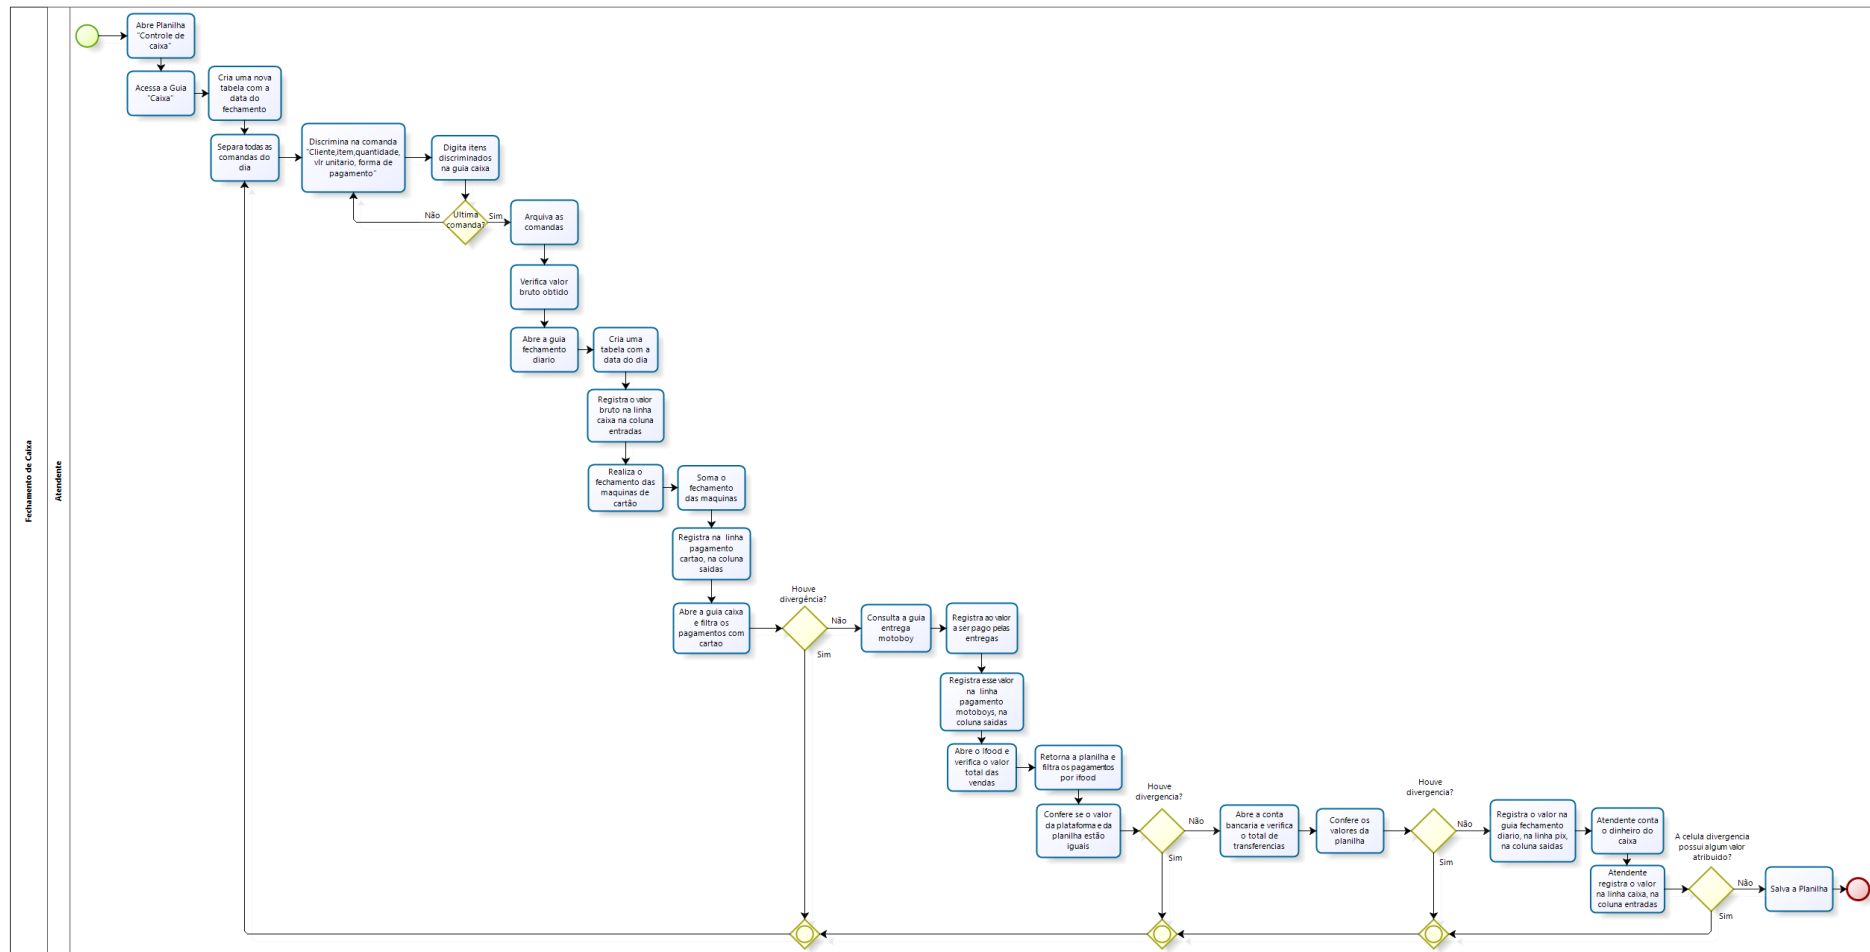 Fechamento de Caixa
Atendente
Abre Planilha
"Controle de
caixa"
Acessa a Guia
"Caixa"
Cria uma nova
tabela com a
data do
fechamento
Separa todas as
comandas do
dia
Discrimina na comanda
"Cliente,item,quantidade,
vlr unitario, forma de
pagamento"
Digita itens
discriminados
na guia caixa
Última
comanda?
Não
Sim
Arquiva as
comandas
Verifica valor
bruto obtido
Abre a guia
fechamento
diario
Cria uma
tabela com a
data do dia
Registra o valor
bruto na linha
caixa na coluna
entradas
Realiza o
fechamento das
maquinas de
cartão
Soma o
fechamento
das maquinas
Registra na linha
pagamento
cartao, na coluna
saidas
Abre a guia caixa
e filtra os
pagamentos com
cartao
Houve
divergência?
Não
Sim
Consulta a guia
entrega
motoboy
Registra ao valor
a ser pago pelas
entregas
Registra esse valor
na linha
pagamento
motoboys, na
coluna saidas
Abre o Ifood e
verifica o valor
total das
vendas
Retorna a planilha e
filtra os pagamentos
por ifood
Confere se o valor
da plataforma e da
planilha estão
iguais
Houve
divergencia?
Não
Sim
Abre a conta
bancaria e verifica
o total de
transferencias
Confere os
valores da
planilha
Houve
divergencia?
Não
Sim
Registra o valor na
guia fechamento
diario, na linha pix,
na coluna saidas
Atendente conta
o dinheiro do
caixa
Atendente
registra o valor
na linha caixa, na
coluna entradas
A celula divergencia
possui algum valor
atribuido?
Não
Sim
Salva a Planilha